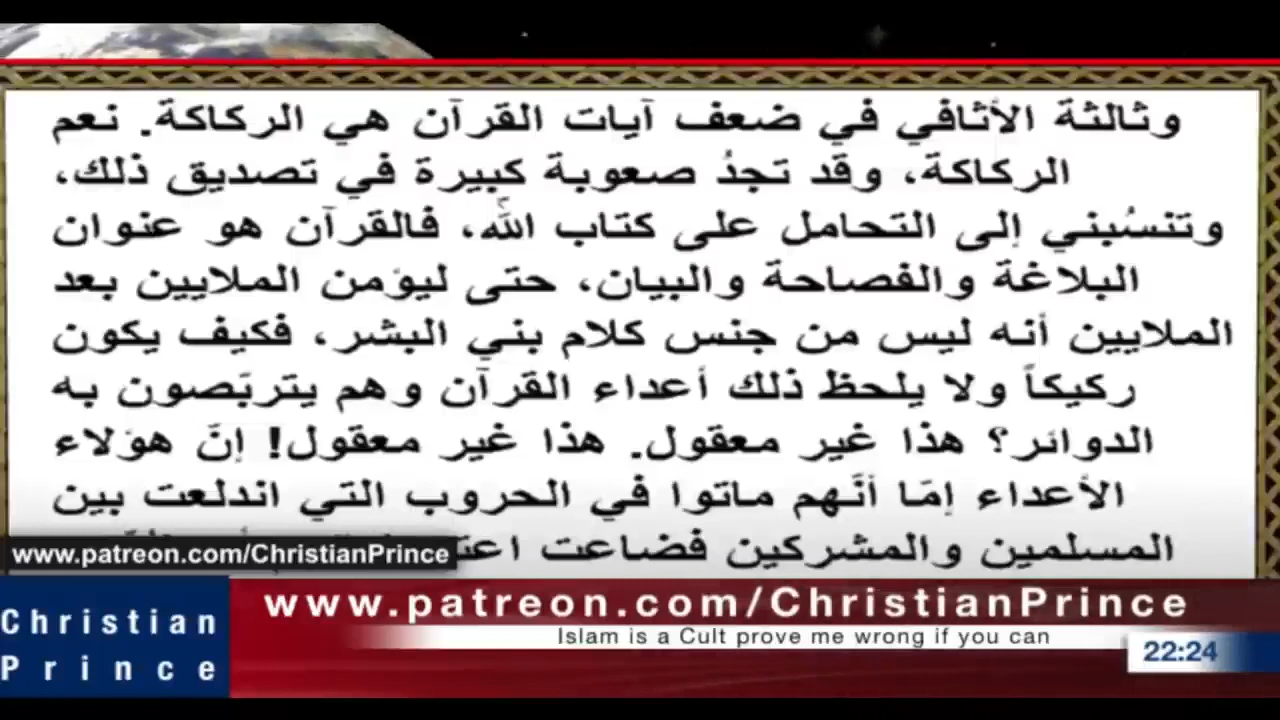 وثالثة الأثافي في ضعف آيات القرآن هي الركاكة. نعم
الركاكة، وقد تجدُ صعوبة كبيرة في تصديق ذلك،
وتنسُبني إلى التحامل على كتاب الله، فالقرآن هو عنوان
البلاغة والفصاحة والبيان، حتى ليؤمن الملايين بعد
الملايين أنه ليس من جنس كلام بني البشر، فكيف يكون
ركيكاً ولا يلحظ ذلك أعداء القرآن وهم يتربّصون به
الدوائر؟ هذا غير معقول. هذا غير معقول! إنّ هؤلاء
الأعداء إمّا أنّهم ماتوا في الحروب التي اندلعت بين
المسلمين والمشركين فضاعت
www.patreon.com/ChristianPrince
www.patreon.com/ChristianPrince
Islam is a Cult prove me wrong if you can
Christian
Prince
22:24